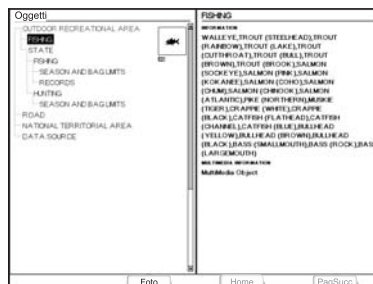 Oggetti
OUTDOOR RECREATIONAL AREA
FISHING
STATE
FISHING
SEASON AND BAG LIMITS
RECORDS
HUNTING
SEASON AND BAG LIMITS
ROAD
NATIONAL TERRITORIAL AREA
DATA SOURCE
FISHING
INFORMATION
WALLEYE,TROUT (STEELHEAD),TROUT
(RAINBOW),TROUT (LAKE),TROUT
(CUTTHROAT),TROUT (BULL),TROUT
(BROWN),TROUT (BROOK),SALMON
(SOCKEYE),SALMON (PINK),SALMON
(KOKANEE),SALMON (COHO),SALMON
(CHUM),SALMON (CHINOOK),SALMON
(ATLANTIC),PIKE (NORTHERN),MUSKIE
(TIGER),CRAPPIE (WHITE),CRAPPIE
(BLACK),CATFISH (FLATHEAD),CATFISH
(CHANNEL),CATFISH (BLUE),BULLHEAD
(YELLOW),BULLHEAD (BROWN),BULLHEAD
(BLACK),BASS (SMALLMOUTH),BASS (ROCK),BASS
(LARGEMOUTH)
MULTIMEDIA INFORMATION
MultiMedia Object
Foto
Home
PagSucc